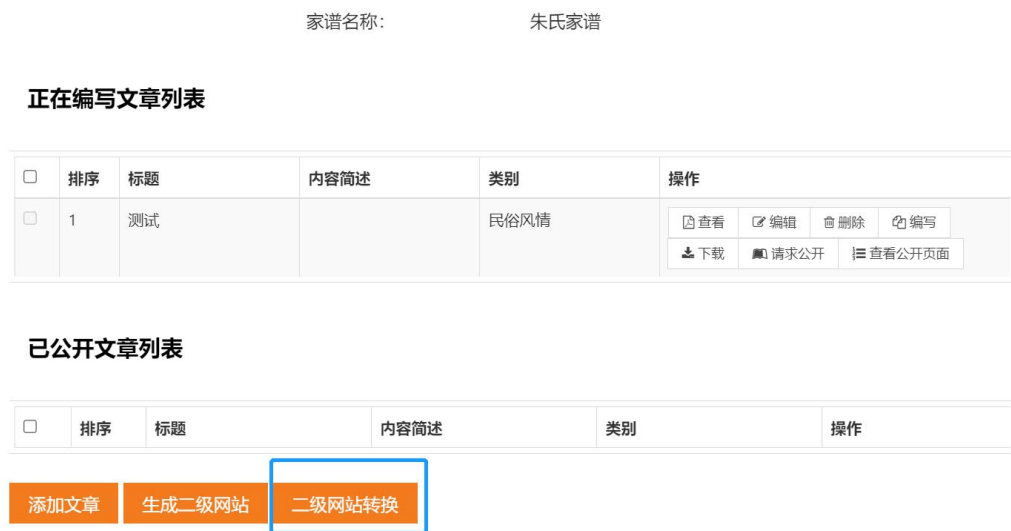 家谱名称： 朱氏家谱
正在编写文章列表
排序 标题 内容简述 类别 操作
1 测试 民俗风情 查看 编辑 删除 编写
下载 请求公开 查看公开页面
已公开文章列表
排序 标题 内容简述 类别 操作
添加文章 生成二级网站 二级网站转换